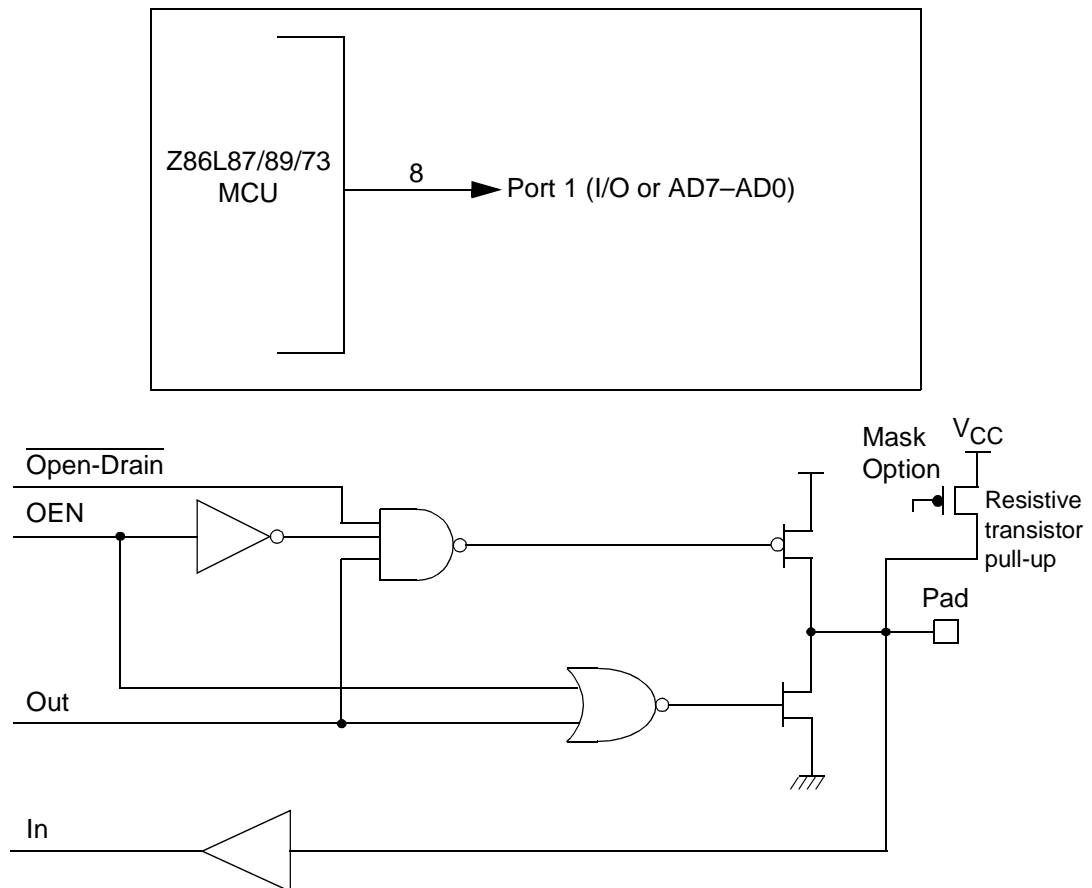 Z86L87/89/73
MCU
8
Port 1 (I/O or AD7–AD0)
Open-Drain
OEN
Out
In
Mask
Option
VCC
Resistive
transistor
pull-up
Pad